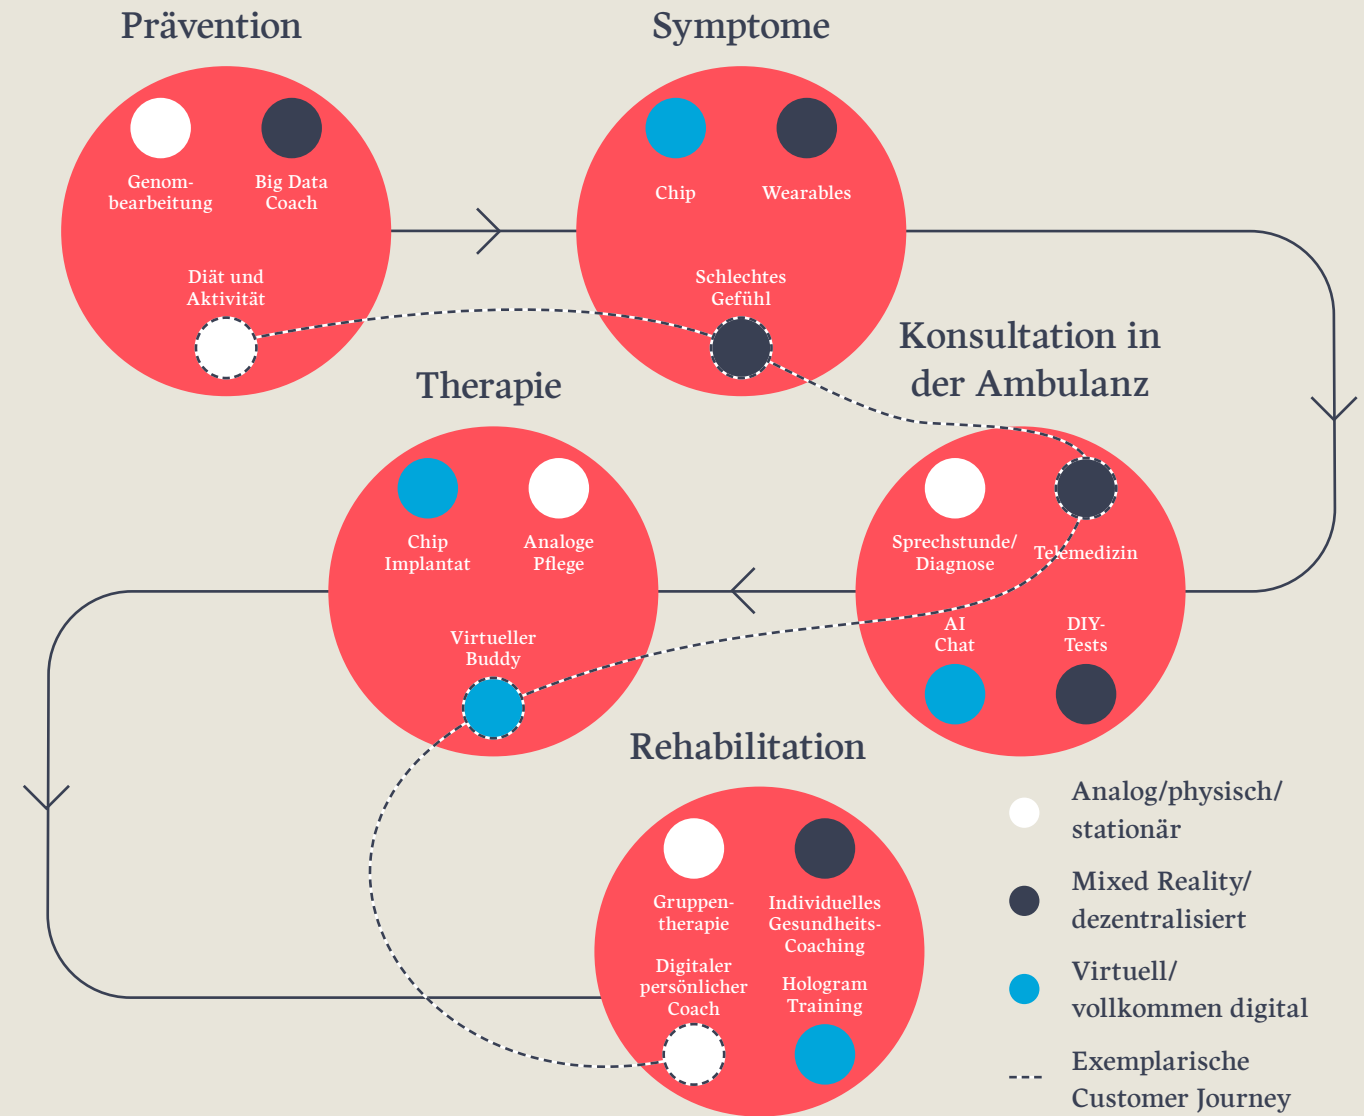 Prävention
Genom-
bearbeitung
Big Data
Coach
Diät und
Aktivität
Symptome
Chip
Wearables
Schlechtes
Gefühl
Konsultation in
der Ambulanz
Sprechstunde/
Diagnose
Telemedizin
AI
Chat
DIY-
Tests
Therapie
Chip
Implantat
Analoge
Pflege
Virtueller
Buddy
Rehabilitation
Gruppen-
therapie
Individuelles
Gesundheits-
Coaching
Digitaler
persönlicher
Coach
Hologram
Training
Analog/physisch/
stationär
Mixed Reality/
dezentralisiert
Virtuell/
vollkommen digital
Exemplarische
Customer Journey